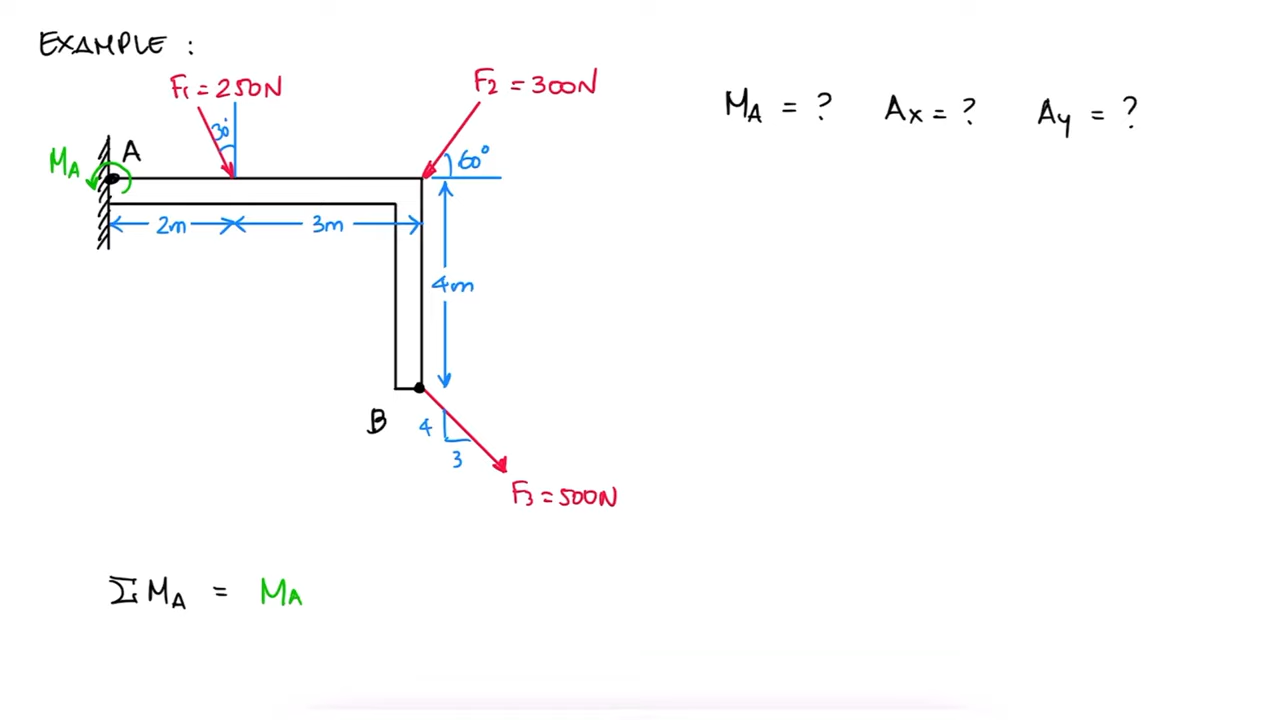 EXAMPLE :
F1 = 250N
F2 = 300N
MA = ? Ax = ? Ay = ?
30°
MA
A
60°
2m
3m
4m
B
4
3
F3 = 500N
ΣMA = MA